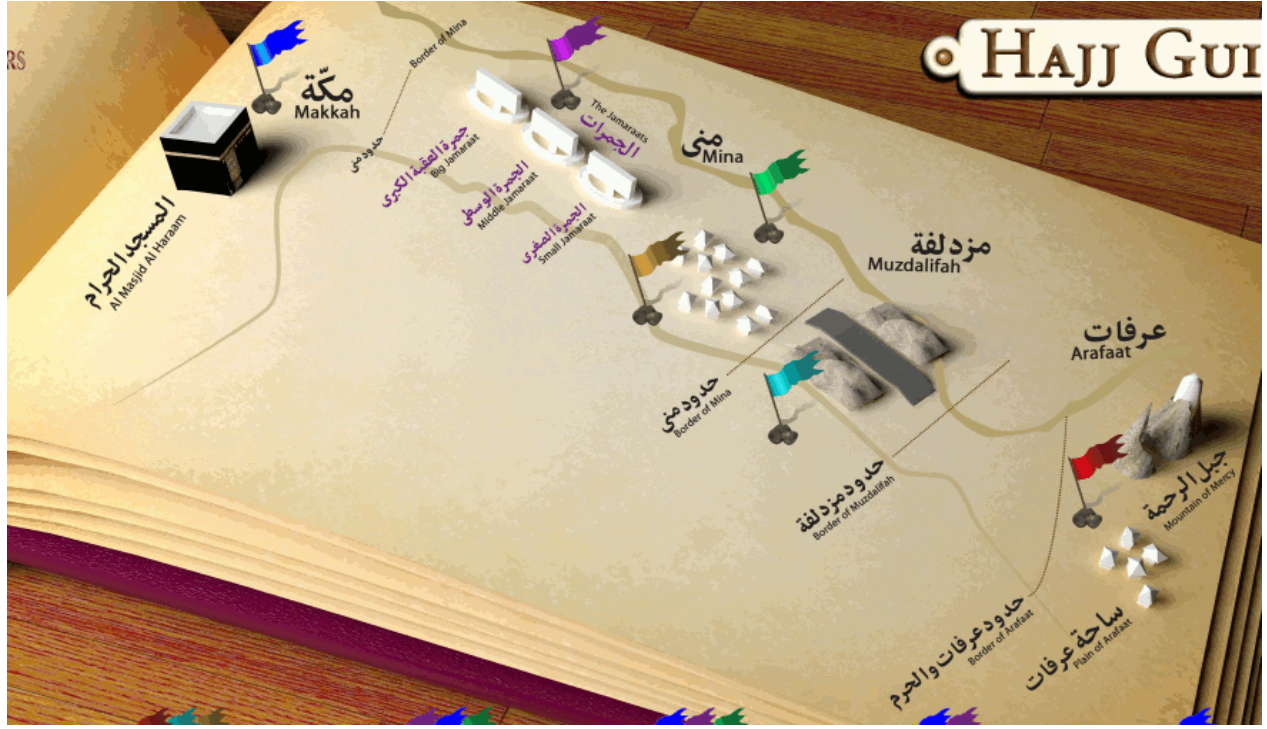 RS
HAJJ GUI
مكّة
Makkah
Border of Mina
حدود منى
المسجد الحرام
Al Masjid Al Haraam
The Jamaraats
الجمرات
جمرة العقبة الكبرى
Big Jamaraat
الجمرة الوسطى
Middle Jamaraat
الجمرة الصغرى
Small Jamaraat
منى
Mina
مزدلفة
Muzdalifah
عرفات
Arafaat
حدود منى
Border of Mina
حدود مزدلفة
Border of Muzdalifah
جبل الرحمة
Mountain of Mercy
حدود عرفات والحرم
Border of Arafaat
ساحة عرفات
Plain of Arafaat